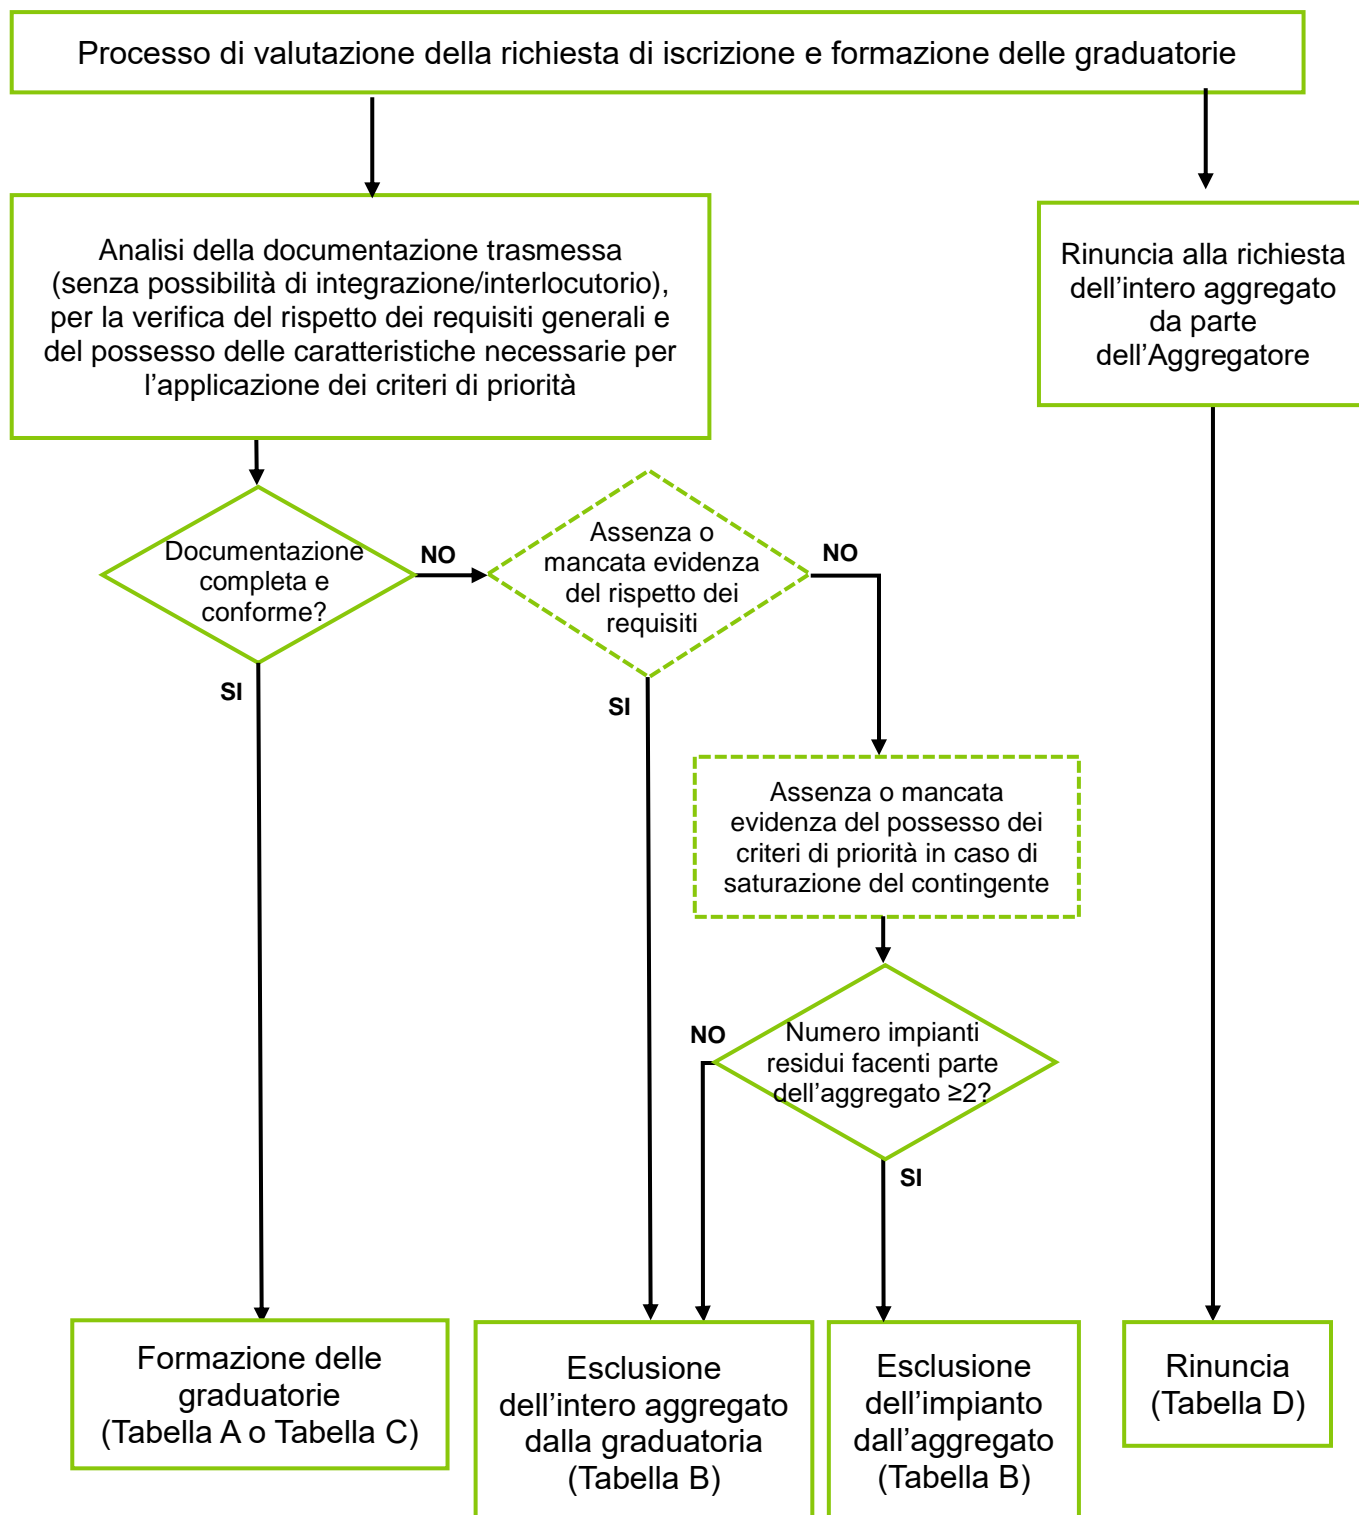 Processo di valutazione della richiesta di iscrizione e formazione delle graduatorie
Analisi della documentazione trasmessa
(senza possibilità di integrazione/interlocutorio),
per la verifica del rispetto dei requisiti generali e
del possesso delle caratteristiche necessarie per
l’applicazione dei criteri di priorità
Rinuncia alla richiesta
dell’intero aggregato
da parte
dell’Aggregatore
Documentazione
completa e
conforme?
NO
SI
Assenza o
mancata evidenza
del rispetto dei
requisiti
NO
SI
Assenza o mancata
evidenza del possesso dei
criteri di priorità in caso di
saturazione del contingente
Numero impianti
residui facenti parte
dell’aggregato ≥2?
NO
SI
Formazione delle
graduatorie
(Tabella A o Tabella C)
Esclusione
dell’intero aggregato
dalla graduatoria
(Tabella B)
Esclusione
dell’impianto
dall’aggregato
(Tabella B)
Rinuncia
(Tabella D)